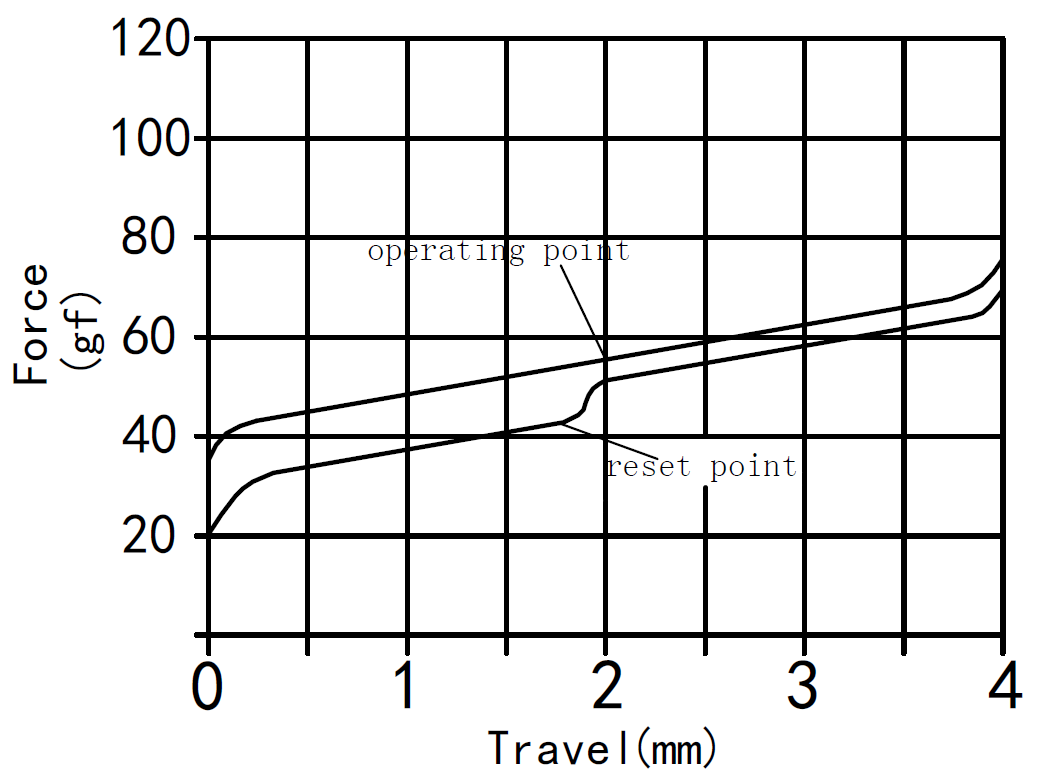 120
100
80
operating point
60
Force
(gf)
40
reset point
20
0 1 2 3 4
Travel(mm)